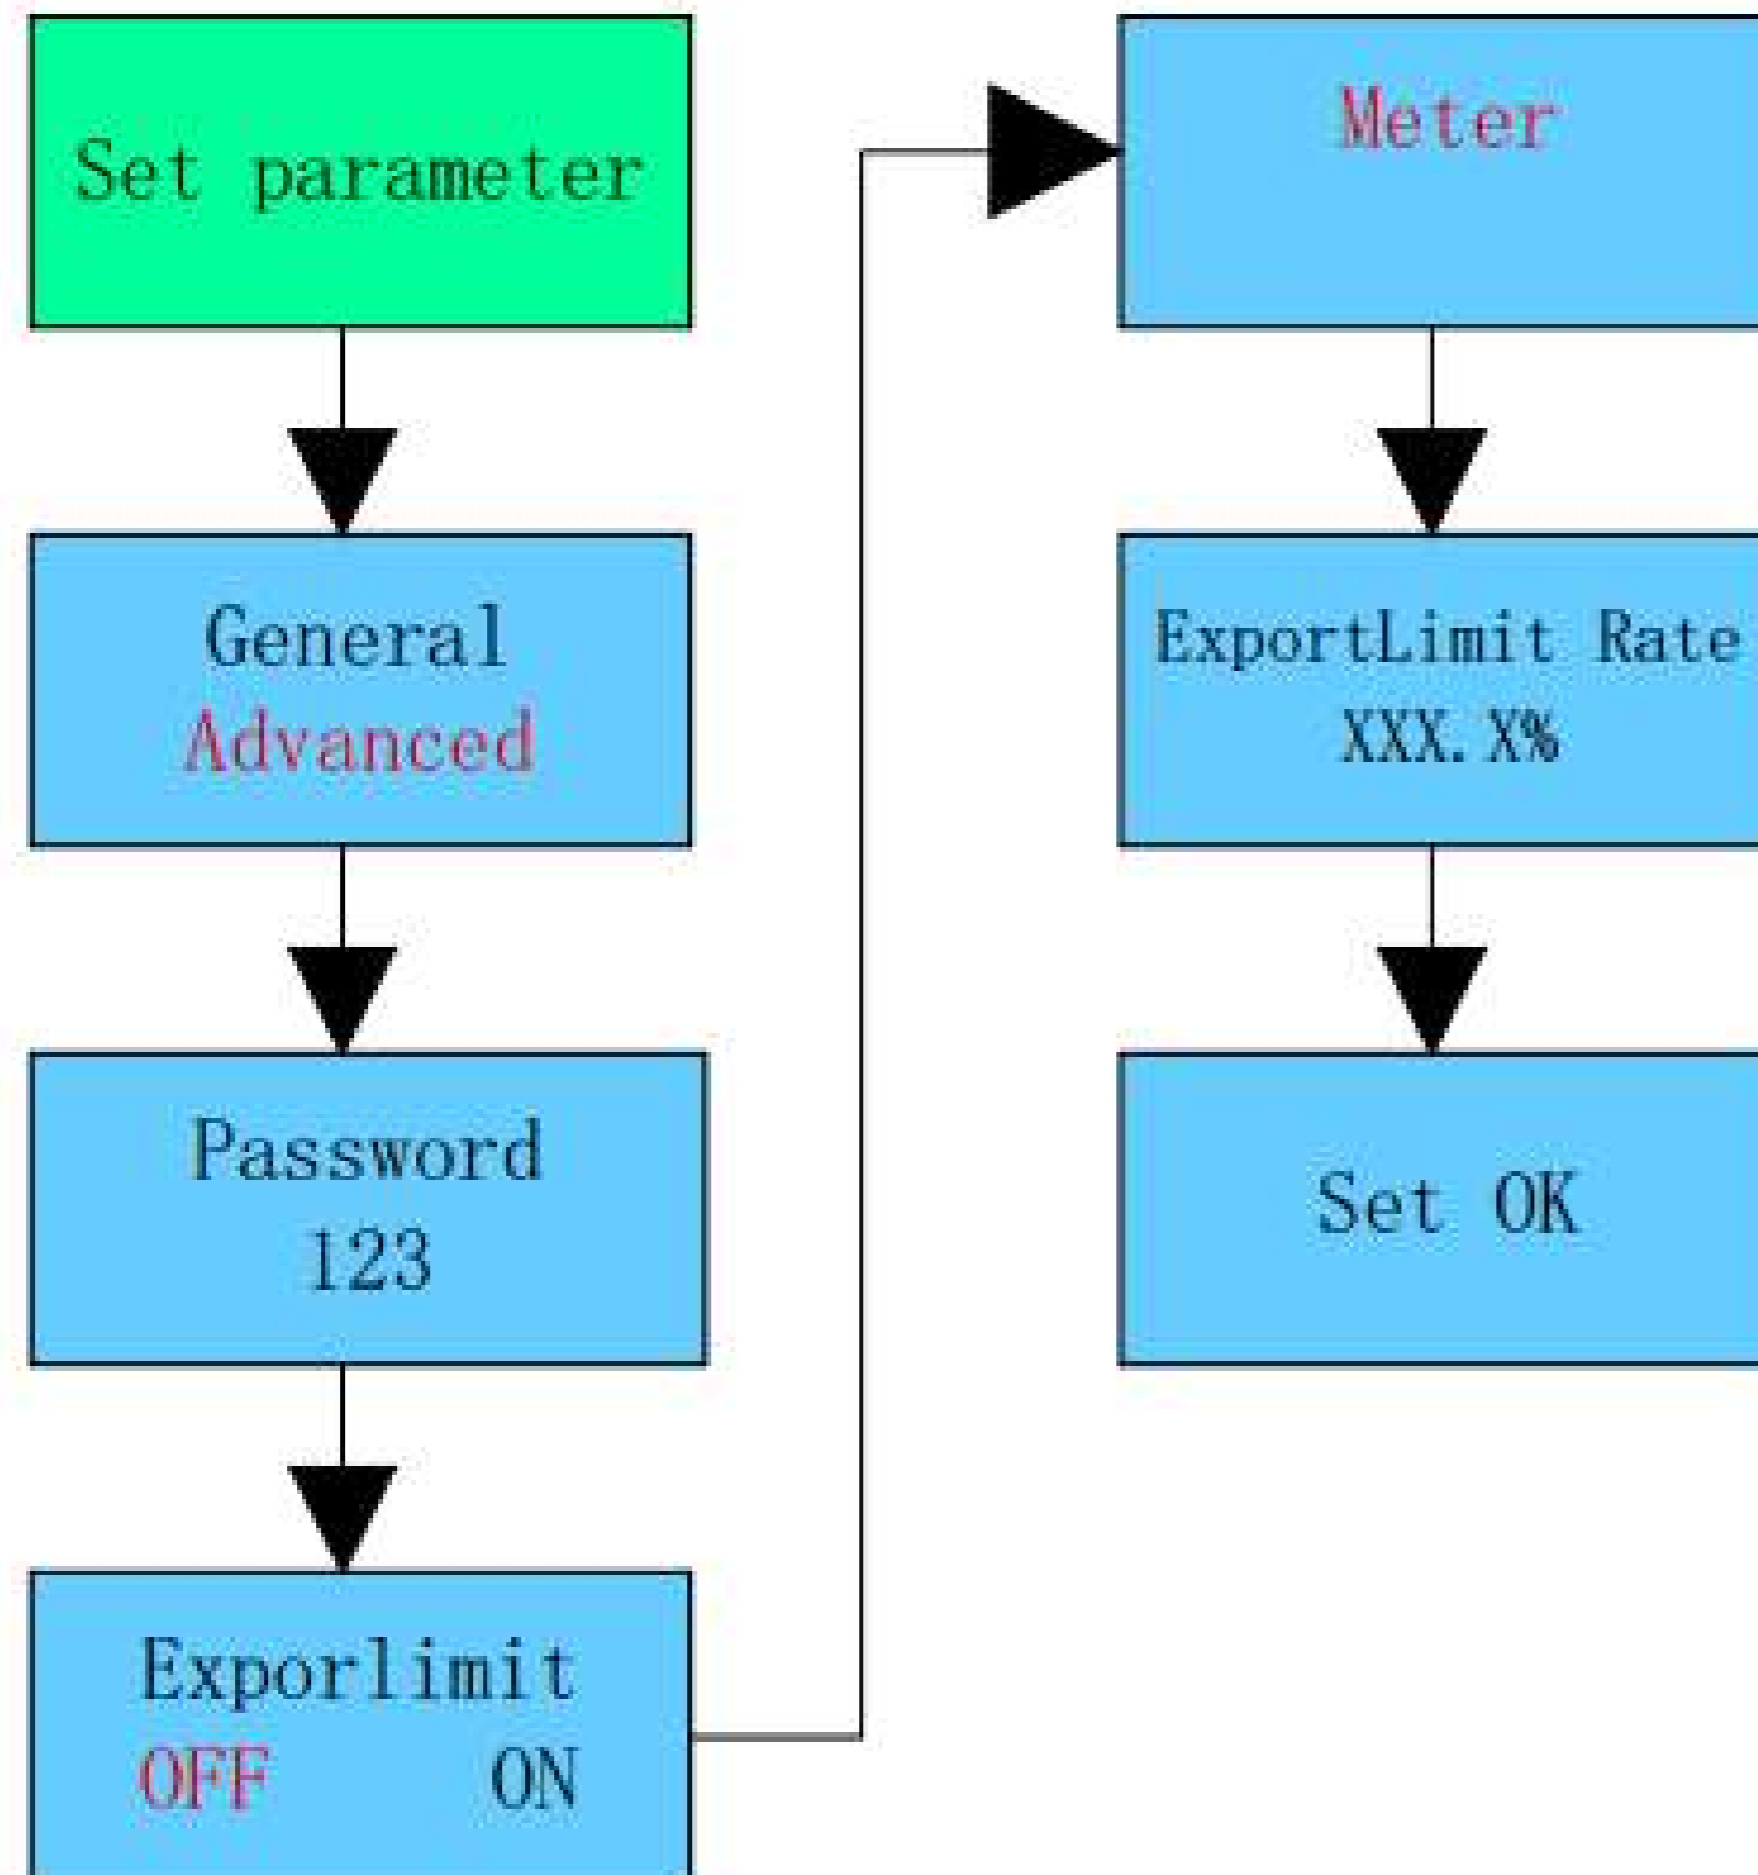 Set parameter
General
Advanced
Password
123
Exporlimit
OFF ON
Meter
ExportLimit Rate
XXX.X%
Set OK